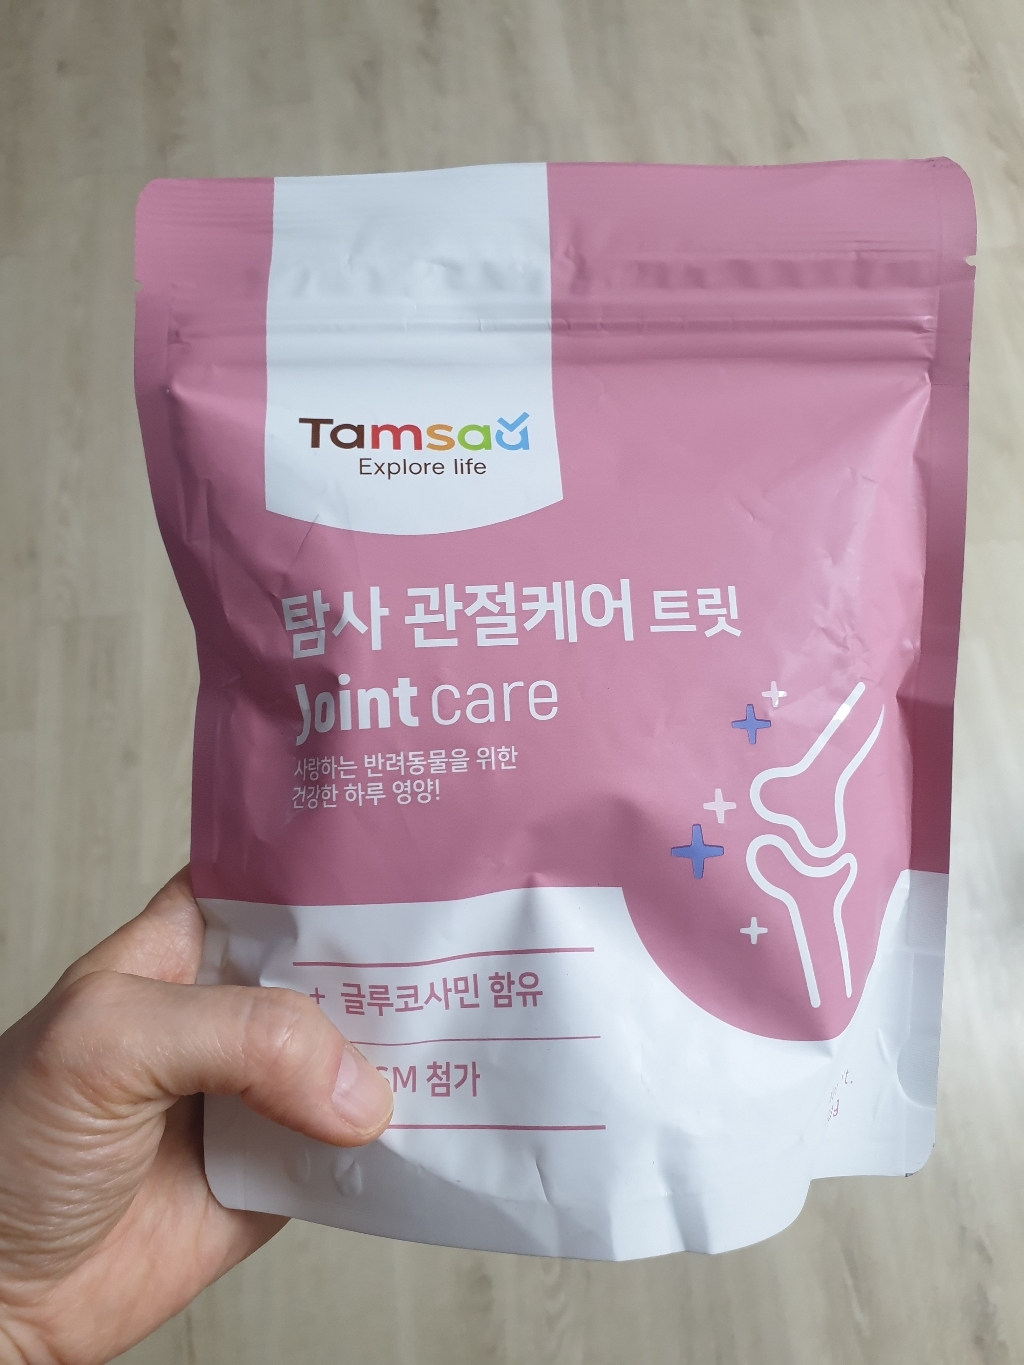 Tamsaa
Explore life
탐사 관절케어 트릿
Joint care
사랑하는 반려동물을 위한
건강한 하루 영양!
+ 글루코사민 함유
첨가